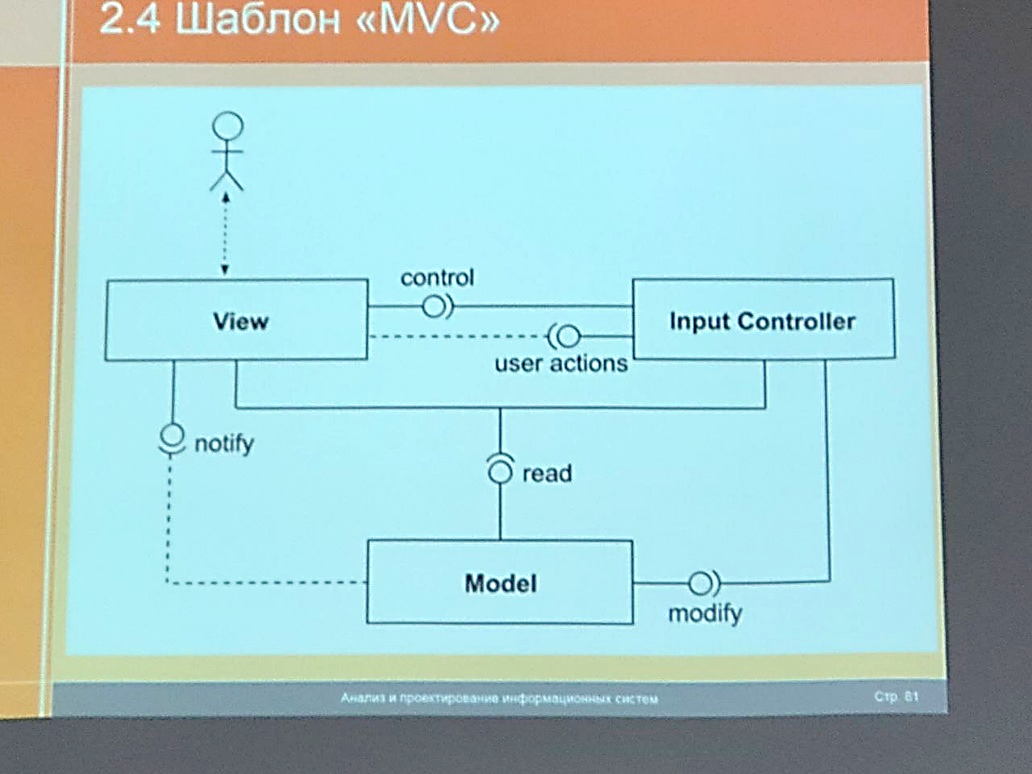 2.4 Шаблон «MVC»
control
View
Input Controller
user actions
notify
read
Model
modify
Анализ и проектирование информационных систем
Стр. 81